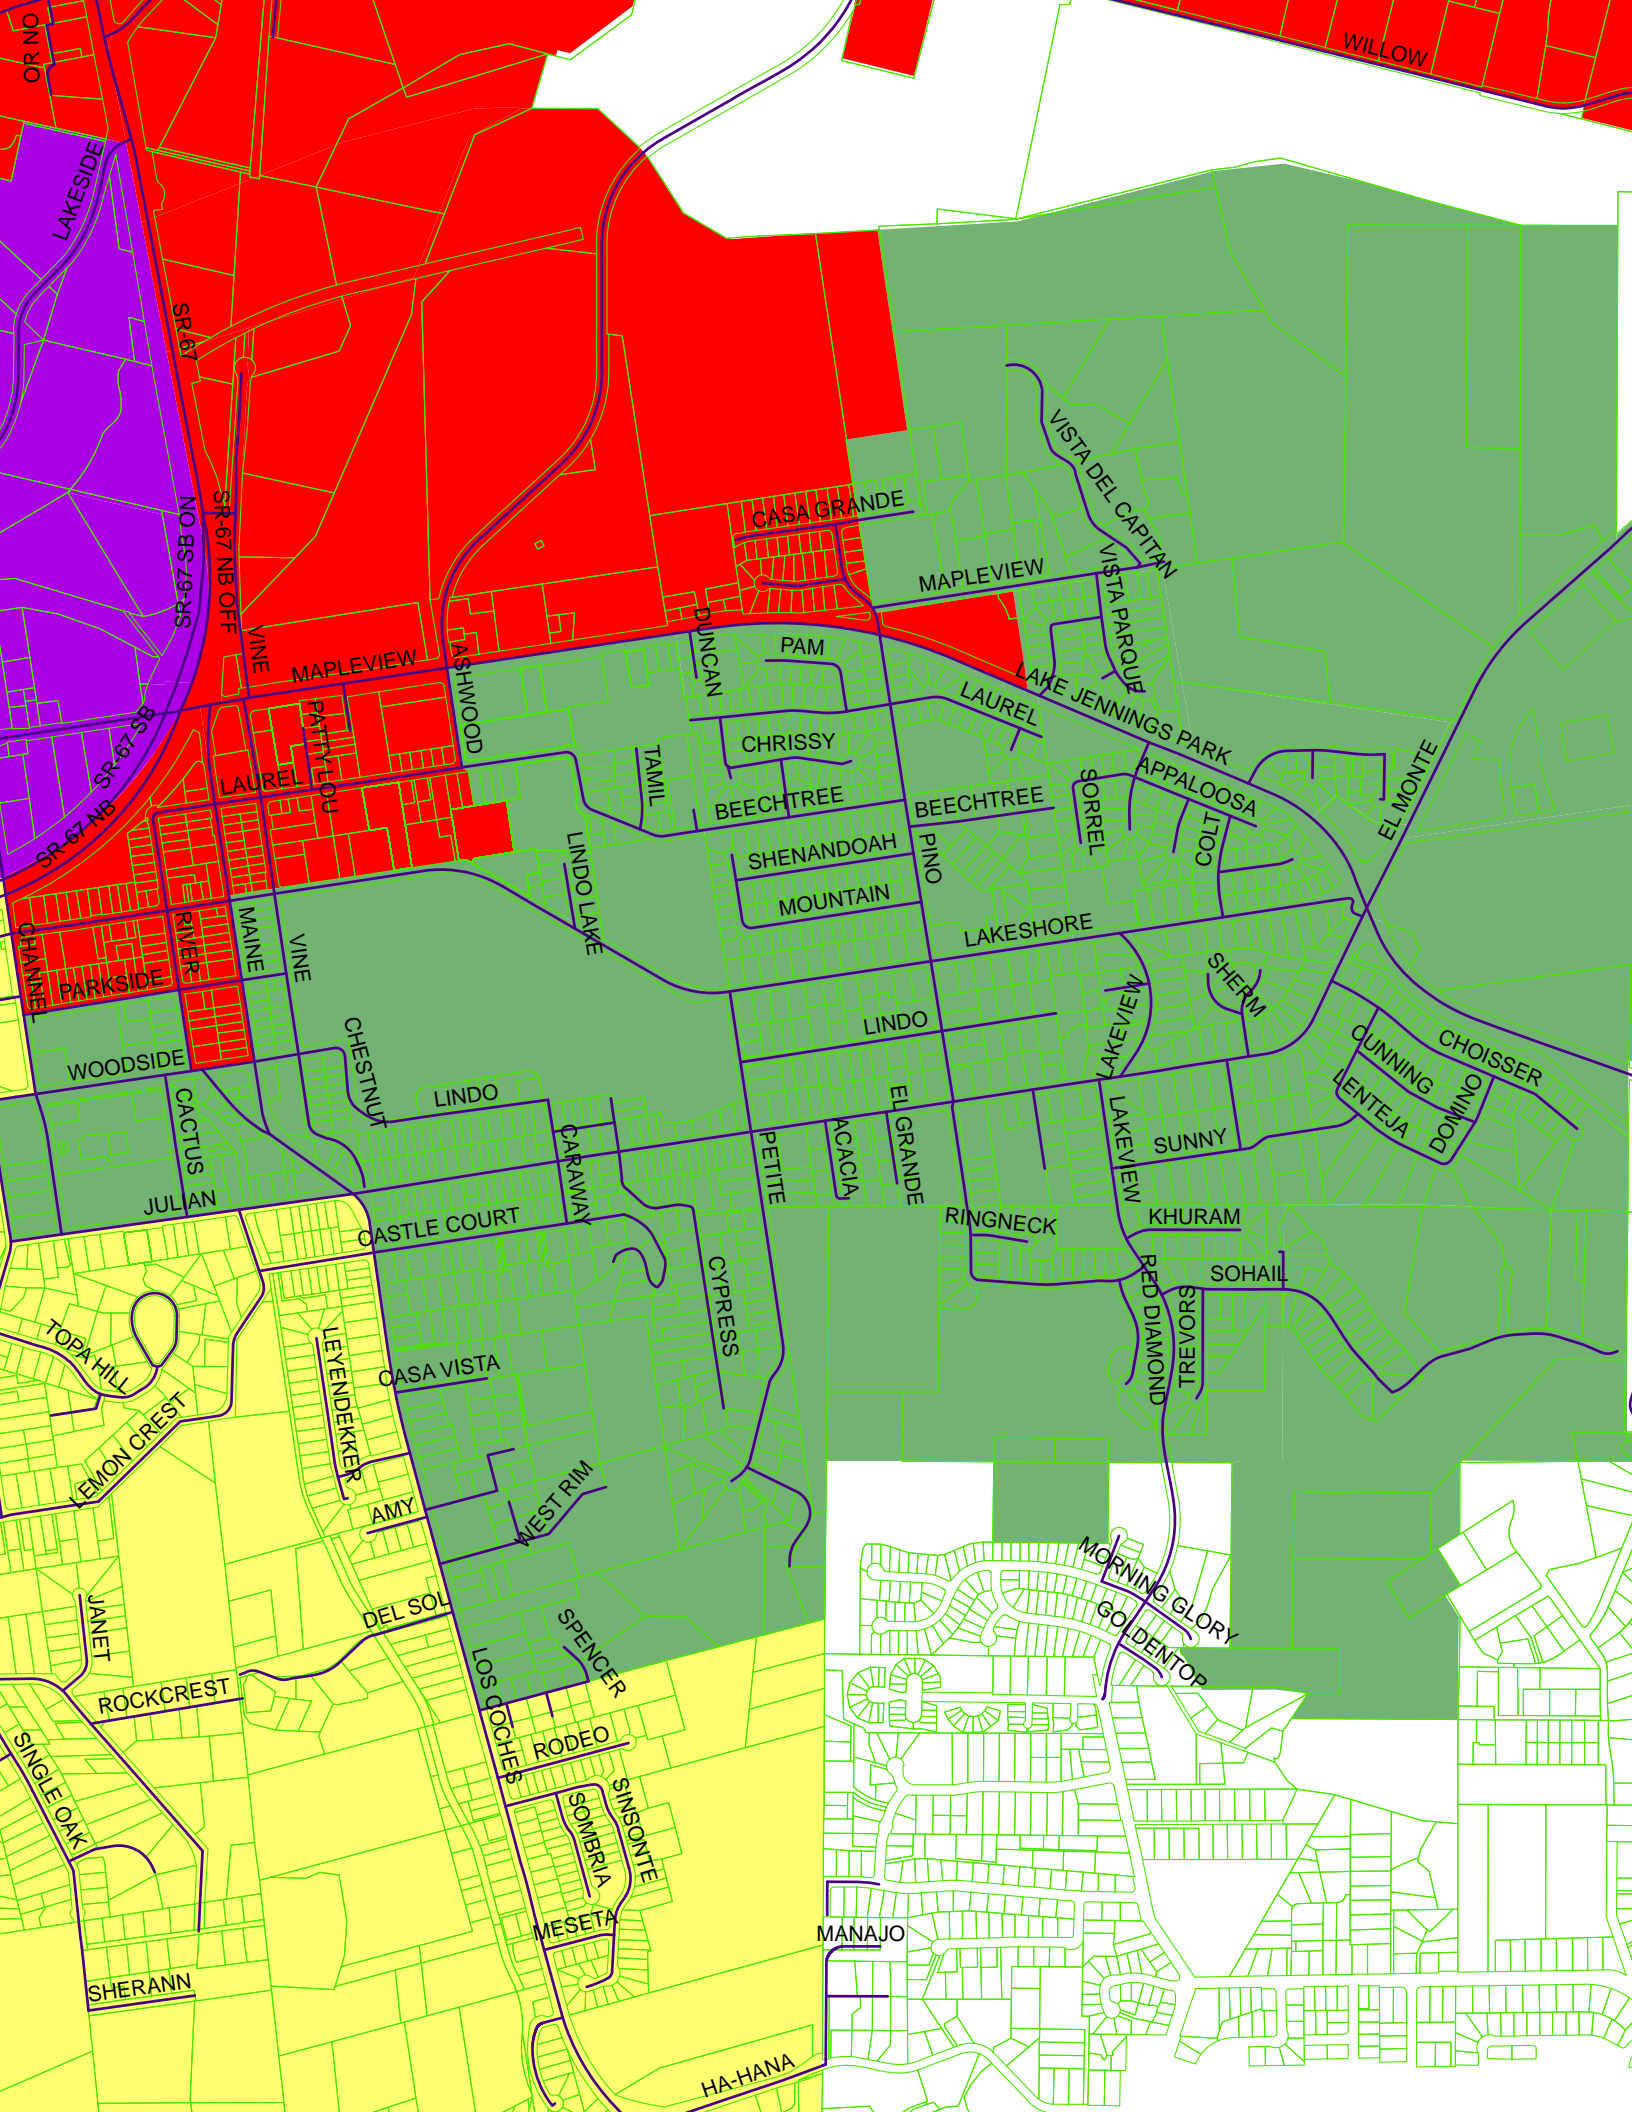 OR NO
WILLOW
LAKESIDE
SR-67
VISTA DEL CAPITAN
SR-67 SB ON
SR-67 NB OFF
CASA GRANDE
MAPLEVIEW
VISTA PARQUE
VINE
MAPLEVIEW
ASHWOOD
DUNCAN
PAM
LAKE JENNINGS PARK
LAUREL
SR-67 SB
PATTY LOU
LAUREL
CHRISSY
TAMIL
BEECHTREE
BEECHTREE
SORREL
APPALOOSA
COLT
EL MONTE
SR-67 NB
LINDO LAKE
SHENANDOAH
MOUNTAIN
PINO
LAKESHORE
CHANNEL
RIVER
MAINE
VINE
PARKSIDE
SHERM
LAKEVIEW
LINDO
CHESTNUT
WOODSIDE
CUNNING
CHOISSER
LENTEJA
DOMINO
CACTUS
LINDO
CARAWAY
PETITE
ACACIA
EL GRANDE
LAKEVIEW
SUNNY
JULIAN
CASTLE COURT
RINGNECK
KHURAM
RED DIAMOND
SOHAIL
TREVORS
CYPRESS
TOPA HILL
LEYENDEKKER
CASA VISTA
LEMON CREST
AMY
WEST RIM
MORNING GLORY
GOLDENTOP
JANET
DEL SOL
SPENCER
LOS COCHES
ROCKCREST
RODEO
SINGLE OAK
SOMBRIA
SINSONTE
MESETA
MANAJO
SHERANN
HA-HANA